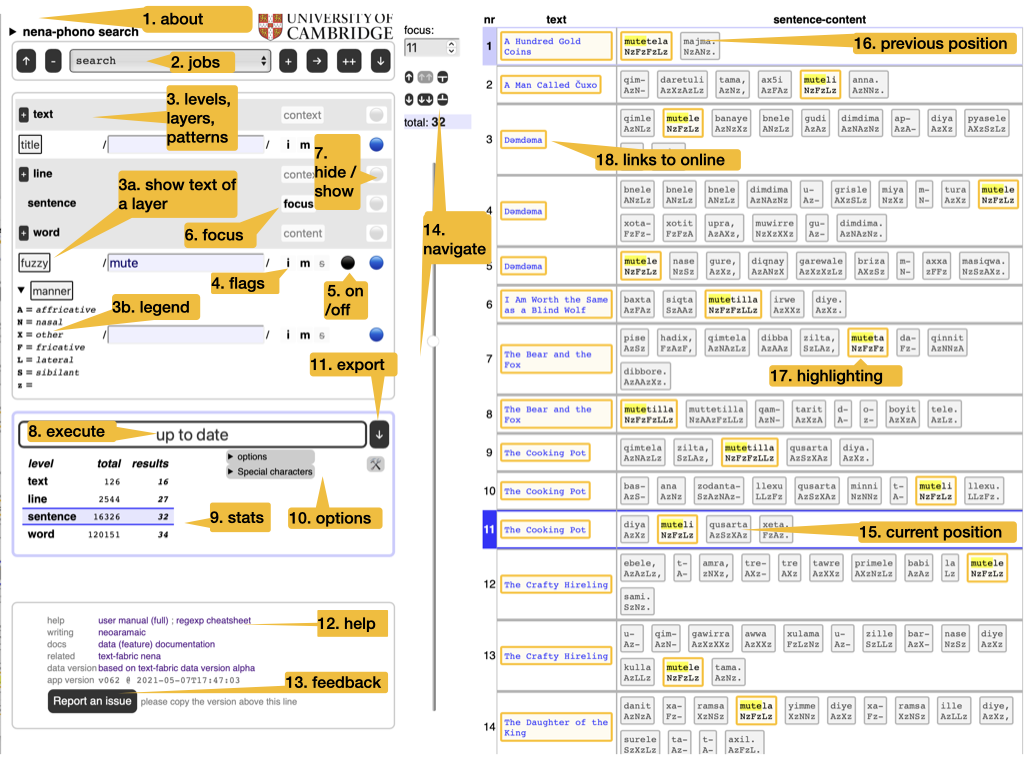 1. about
▶ nena-phono search
UNIVERSITY OF
CAMBRIDGE
↑ - search 2. jobs + → ++ ↓
3. levels,
layers,
patterns
+ text context
title / / i m
7.
hide /
show
+ line
sentence focus
3a. show text of
a layer
6. focus
+ word content
fuzzy /mute / i m s
4. flags
5. on
/off
▼ manner
A = affricative
N = nasal
X = other
F = fricative
L = lateral
S = sibilant
z =
3b. legend
/ / i m s
11. export
8. execute up to date ↓
level total results
text 126 16
line 2544 27
sentence 16326 32
word 120151 34
▶ options
▶ Special characters
9. stats
10. options
help user manual (full) ; regexp cheatsheet
writing neoaramaic
docs data (feature) documentation
related text-fabric nena
data version based on text-fabric data version alpha
app version v062 @ 2021-05-07T17:47:03
12. help
13. feedback
Report an issue please copy the version above this line
focus:
11
total: 32
14.
navigate
nr text sentence-content
1 A Hundred Gold Coins mutetela majma.
NzFzLz NzANz.
16. previous position
2 A Man Called Čuxo qim- daretuli tama, ax5i muteli anna.
AzN- AzXzAzLz AzNz, AzFz NzFzLz ANNz.
3 Dəmdəma qimle mutele banaye bnele gudi dimdima ap- diya pyasele
AzNLz NzFzLz AzNzXz ANzLz AzAz AzNAzNz AzA- AzXz AXzSzLz
18. links to online
4 Dəmdəma bnele bnele bnele dimdima u- grisle miya m- tura mutele
ANzLz ANzLz ANzLz AzNAzNz Az- AXzSLz NzXz N- AzXz NzFzLz
xota- xotit upra, muwirre gu- dimdima.
FzFz- FzFzA AzAXz, NzXzXXz Az- AzNAzNz.
5 Dəmdəma mutele nase gure, diqnay garewale briza m- axxa masiqwa.
NzFzLz NzSz AzXz, AzANzX AzXzXzLz AXzSz N- zFFz NzSzAXz.
6 I Am Worth the Same as a Blind Wolf baxta siqta mutetilla irwe diye.
AzFAz SzAAz NzFzFzLLz AzXXz AzXz.
7 The Bear and the Fox pise hadix, qimtela dibba zilta, muteta da- qinnit
AzSz FzAzF, AzNAzLz AzAAz SzLAz, NzFzFz Fz- AzNNzA
dibbore.
AzAAzXz.
17. highlighting
8 The Bear and the Fox mutetilla muttetilla qam- tarit d- o- boyit tele.
NzFzFzLLz NzAAzFzLLz AzN- AzXzA A- z- AzXzA AzLz.
9 The Cooking Pot qimtela zilta, mutetilla qusarta diya.
AzNAzLz SzLAz, NzFzFzLLz AzSzXAz AzXz.
10 The Cooking Pot bas- ana zodanta- llexu qusarta minni t- muteli llexu.
AzS- AzNz SzAzNAz- LLzFz AzSzXAz NzNNz A- NzFzLz LLzFz.
11 The Cooking Pot diya muteli qusarta xeta.
AzXz NzFzLz AzSzXAz FzAz.
15. current position
12 The Crafty Hireling ebele, t- amra, tre- tre tawre primele babi la mutele
AzAzLz, A- zNXz, AXz- AXz AzXXz AXzNzLz AzAz Lz NzFzLz
sami.
SzNz.
13 The Crafty Hireling u- qim- gawirra awwa xulama u- zille bar- nase diye
Az- AzN- AzXzXXz AXXz FzLzNz Az- SzLLz AzX- NzSz AzXz
kulla mutele tama.
AzLLz NzFzLz AzNz.
14 The Daughter of the King danit xa- ramsa mutela yimme diye xa- ramsa ille diye,
AzNzA Fz- XzNSz NzFzLz XzNNz AzXz Fz- XzNSz AzLLz AzXz,
surele ta- t- axil.
SzXzLz Az- A- AzFzL.